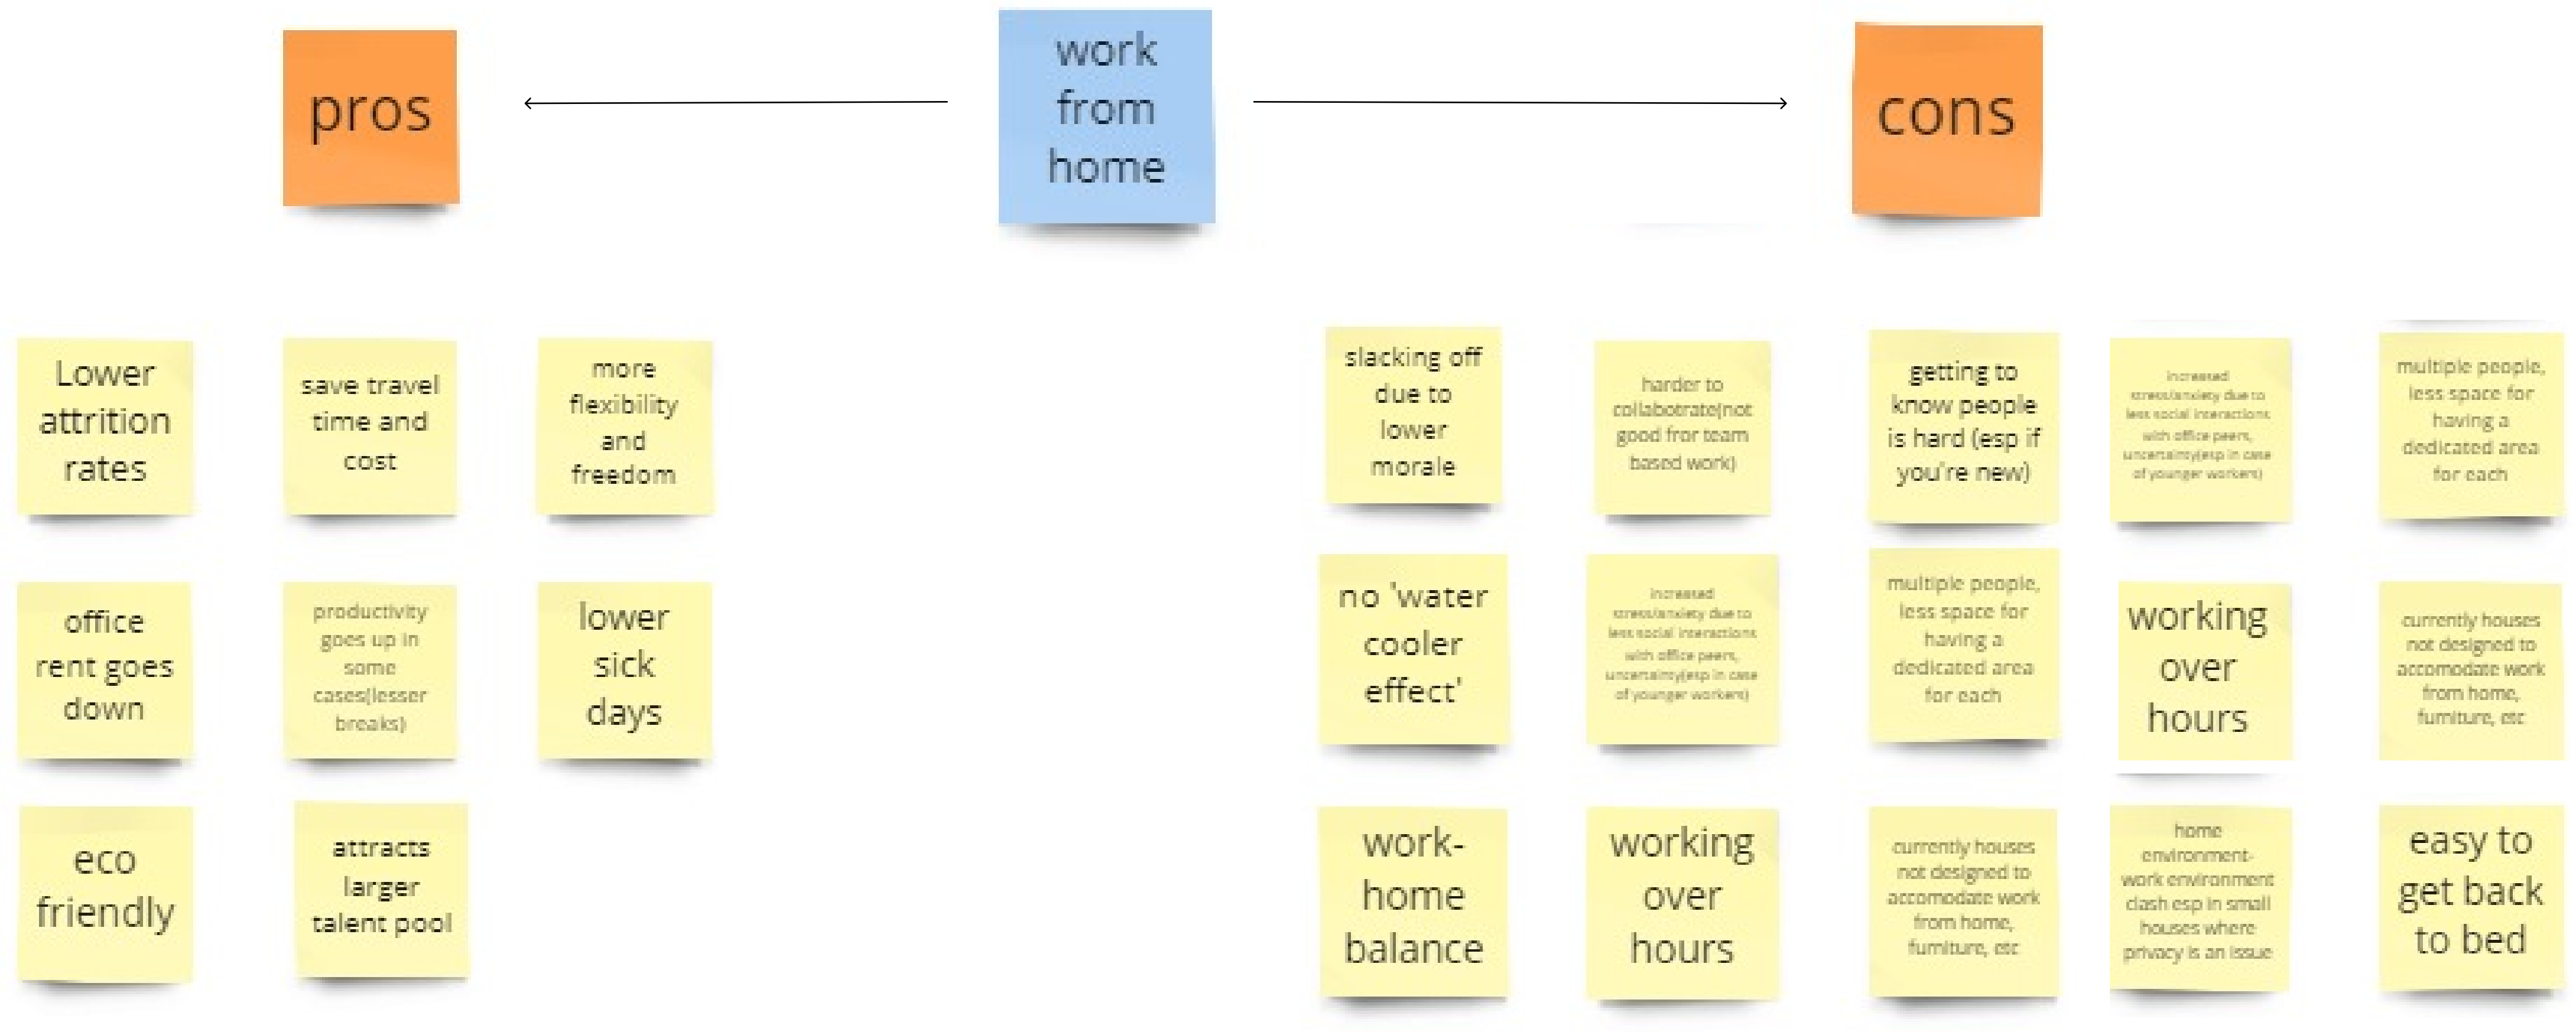 pros
work
from
home
cons
Lower
attrition
rates
save travel
time and
cost
more
flexibility
and
freedom
office
rent goes
down
productivity
goes up in
some
cases(lesser
breaks)
lower
sick
days
eco
friendly
attracts
larger
talent pool
slacking off
due to
lower
morale
harder to
collabotrate(not
good fror team
based work)
getting to
know people
is hard (esp if
you're new)
increased
stress/anxiety due to
less social interactions
with office peers,
uncertainty(esp in case
of younger workers)
multiple people,
less space for
having a
dedicated area
for each
no 'water
cooler
effect'
increased
stress/anxiety due to
less social interactions
with office peers,
uncertainty(esp in case
of younger workers)
multiple people,
less space for
having a
dedicated area
for each
working
over
hours
currently houses
not designed to
accomodate work
from home,
furniture, etc
work-
home
balance
working
over
hours
currently houses
not designed to
accomodate work
from home,
furniture, etc
home
environment-
work environment
clash esp in small
houses where
privacy is an issue
easy to
get back
to bed